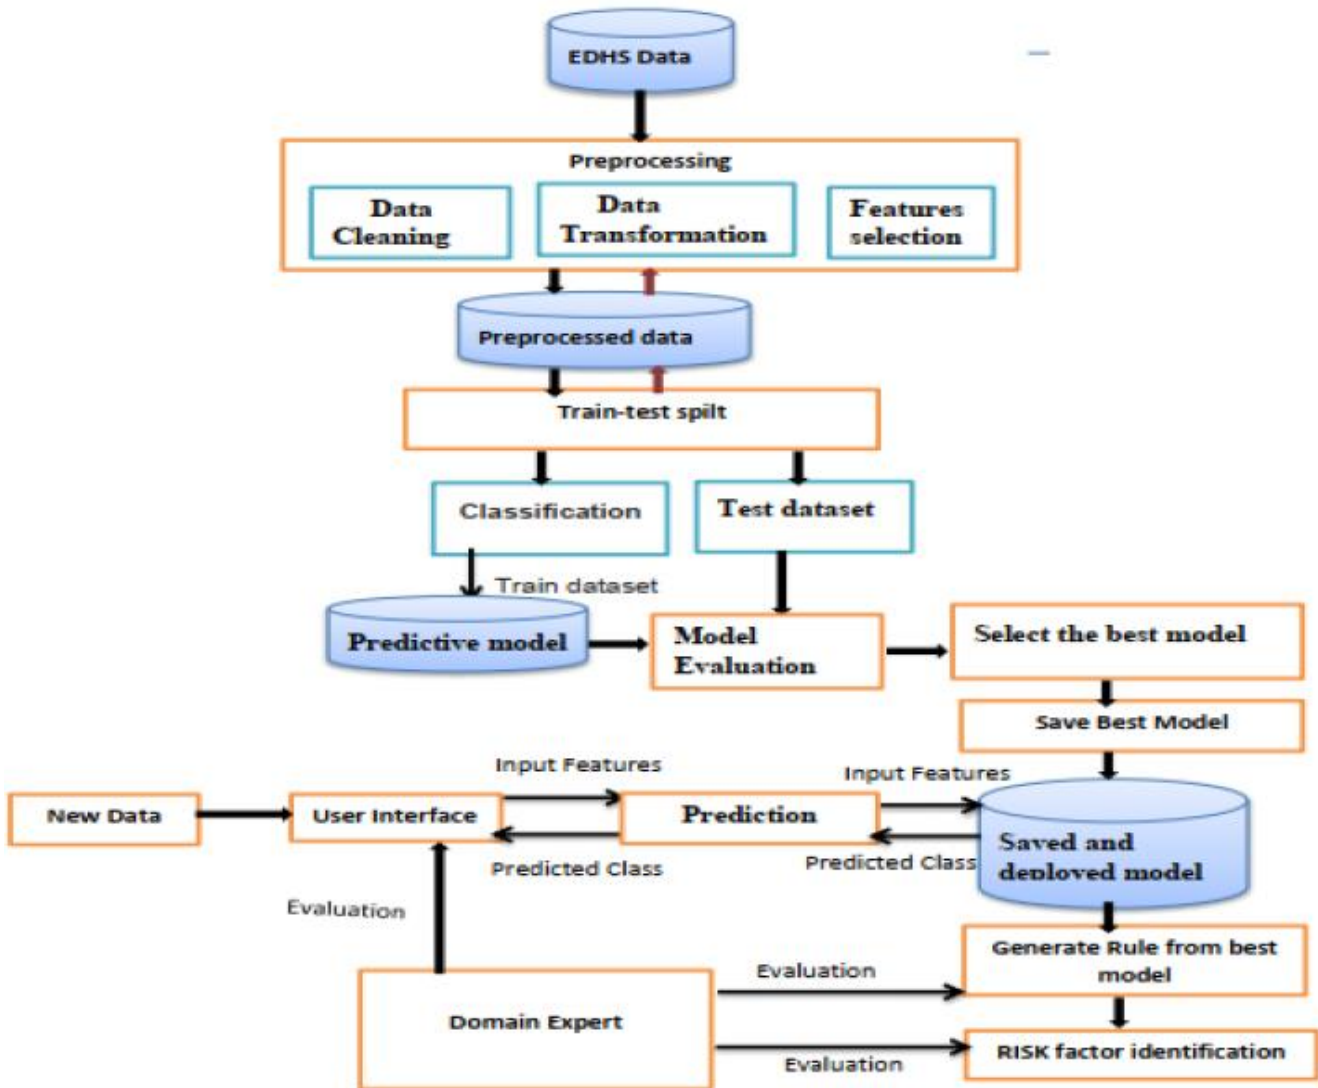 EDHS Data
Preprocessing
Data
Cleaning
Data
Transformation
Features
selection
Preprocessed data
Train-test spilt
Classification
Test dataset
Train dataset
Predictive model
Model
Evaluation
Select the best model
Save Best Model
Input Features
Input Features
New Data
User Interface
Prediction
Saved and
deployed model
Predicted Class
Predicted Class
Evaluation
Generate Rule from best
model
Evaluation
Domain Expert
RISK factor identification
Evaluation